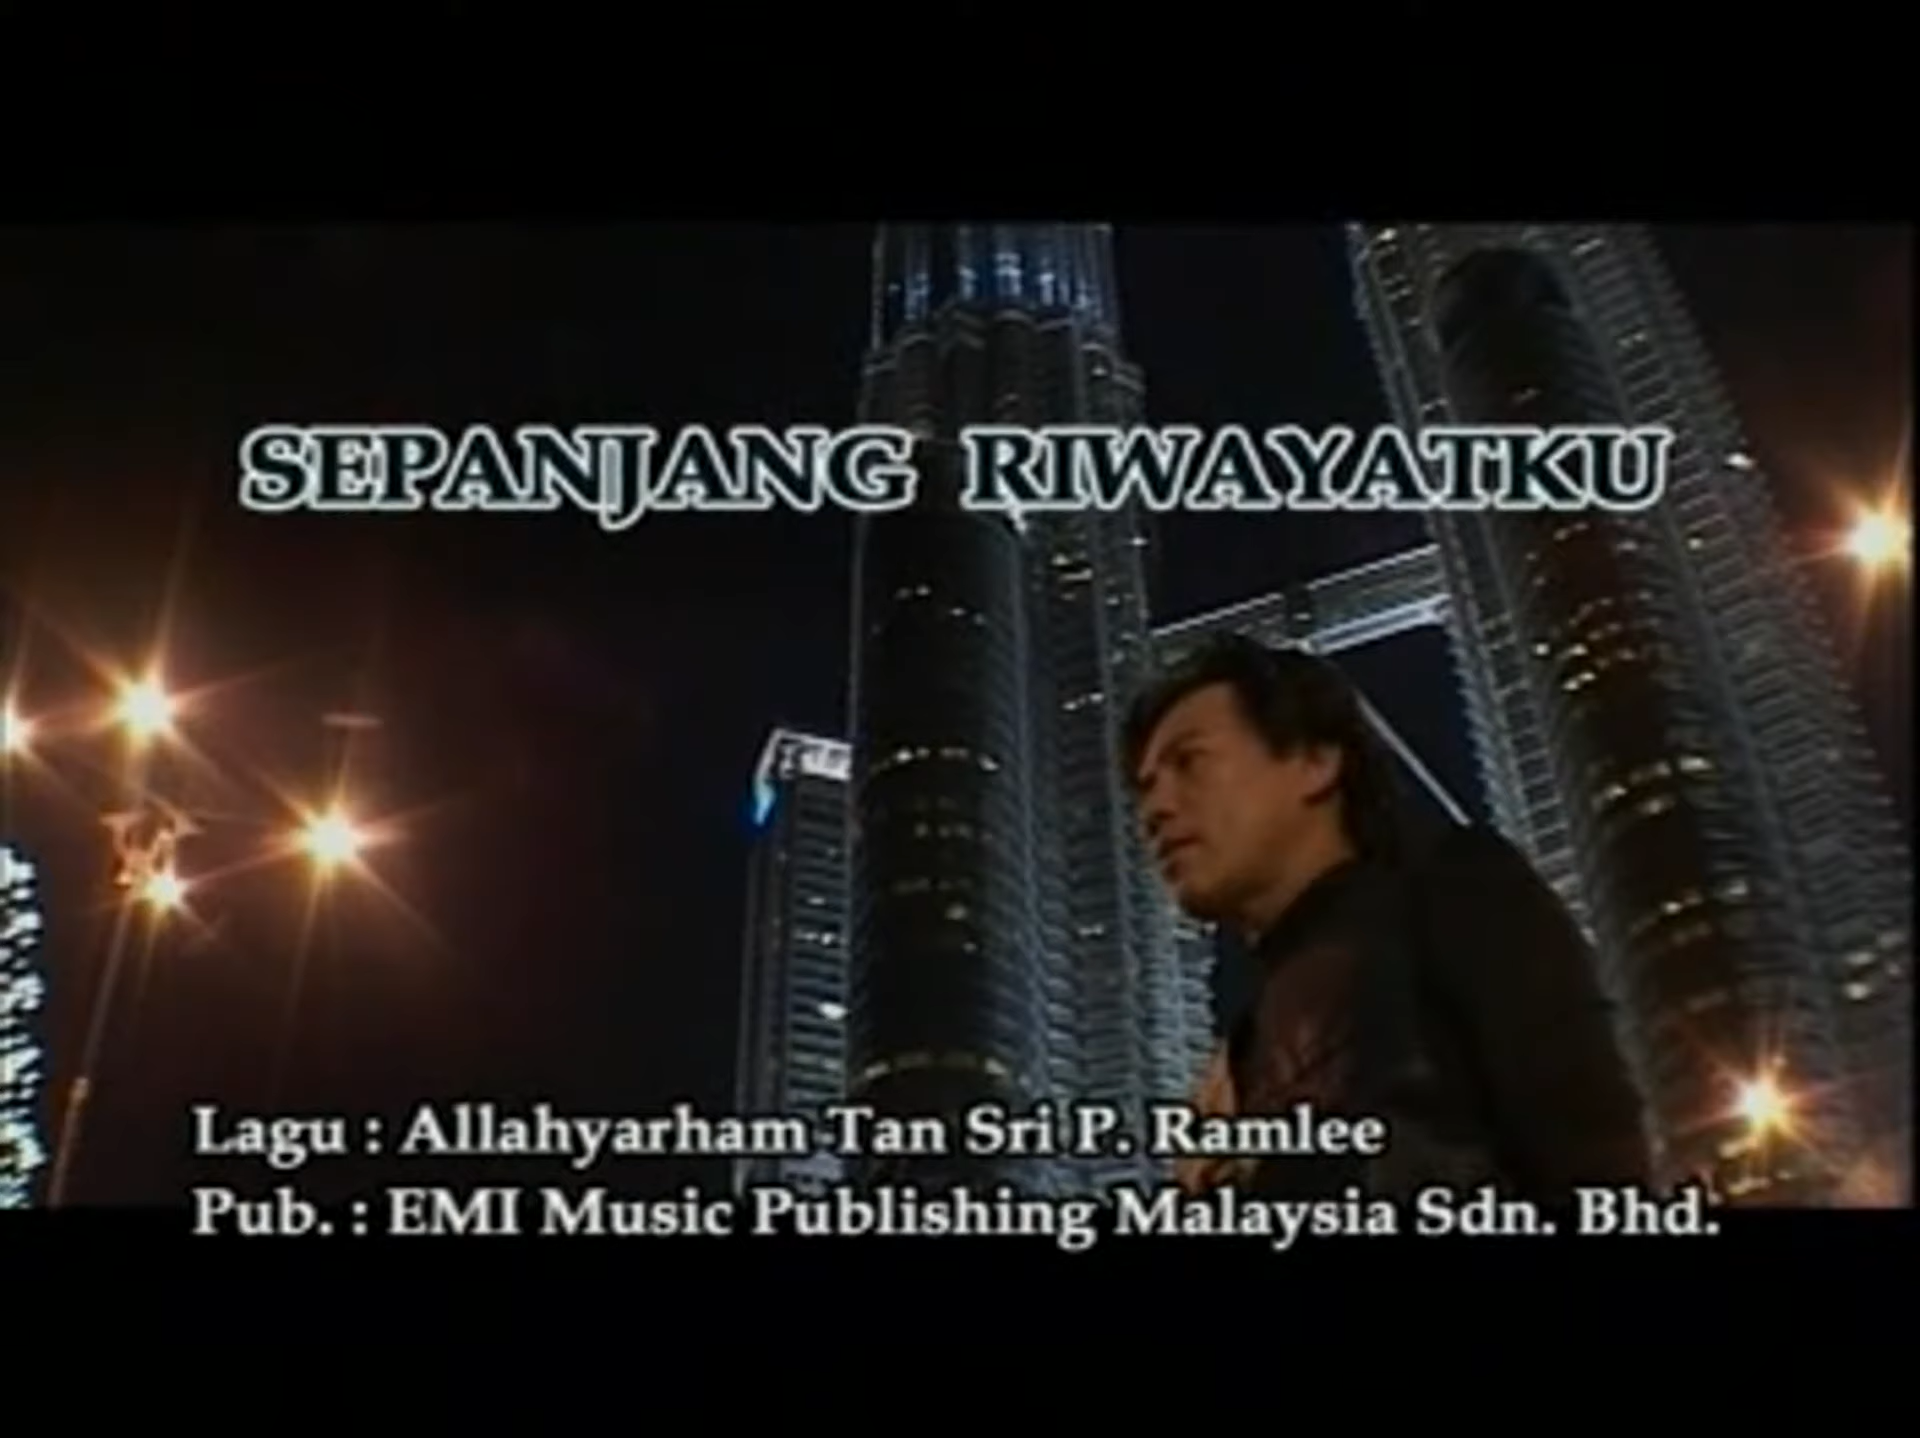 SEPANJANG RIWAYATKU
Lagu : Allahyarham Tan Sri P. Ramlee
Pub. : EMI Music Publishing Malaysia Sdn. Bhd.